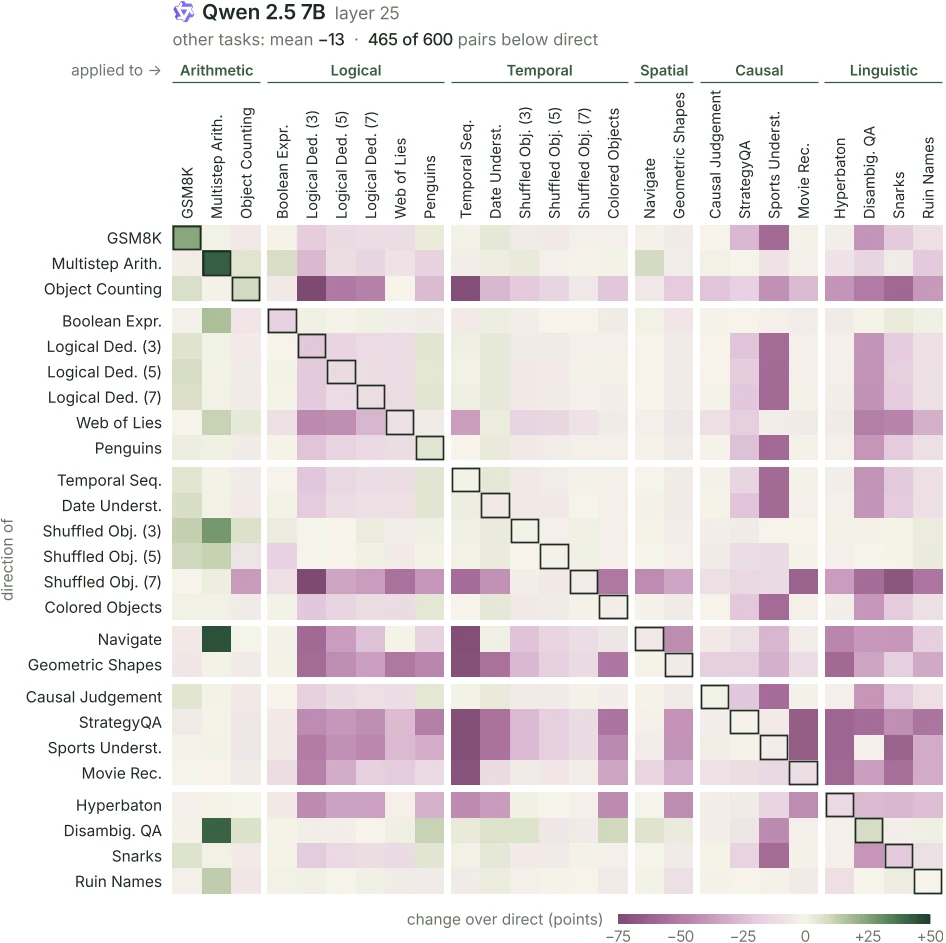 Qwen 2.5 7B layer 25
other tasks: mean −13 · 465 of 600 pairs below direct
applied to →
Arithmetic
Logical
Temporal
Spatial
Causal
Linguistic
GSM8K
Multistep Arith.
Object Counting
Boolean Expr.
Logical Ded. (3)
Logical Ded. (5)
Logical Ded. (7)
Web of Lies
Penguins
Temporal Seq.
Date Underst.
Shuffled Obj. (3)
Shuffled Obj. (5)
Shuffled Obj. (7)
Colored Objects
Navigate
Geometric Shapes
Causal Judgement
StrategyQA
Sports Underst.
Movie Rec.
Hyperbaton
Disambig. QA
Snarks
Ruin Names
direction of
GSM8K
Multistep Arith.
Object Counting
Boolean Expr.
Logical Ded. (3)
Logical Ded. (5)
Logical Ded. (7)
Web of Lies
Penguins
Temporal Seq.
Date Underst.
Shuffled Obj. (3)
Shuffled Obj. (5)
Shuffled Obj. (7)
Colored Objects
Navigate
Geometric Shapes
Causal Judgement
StrategyQA
Sports Underst.
Movie Rec.
Hyperbaton
Disambig. QA
Snarks
Ruin Names
change over direct (points)
−75 −50 −25 0 +25 +50